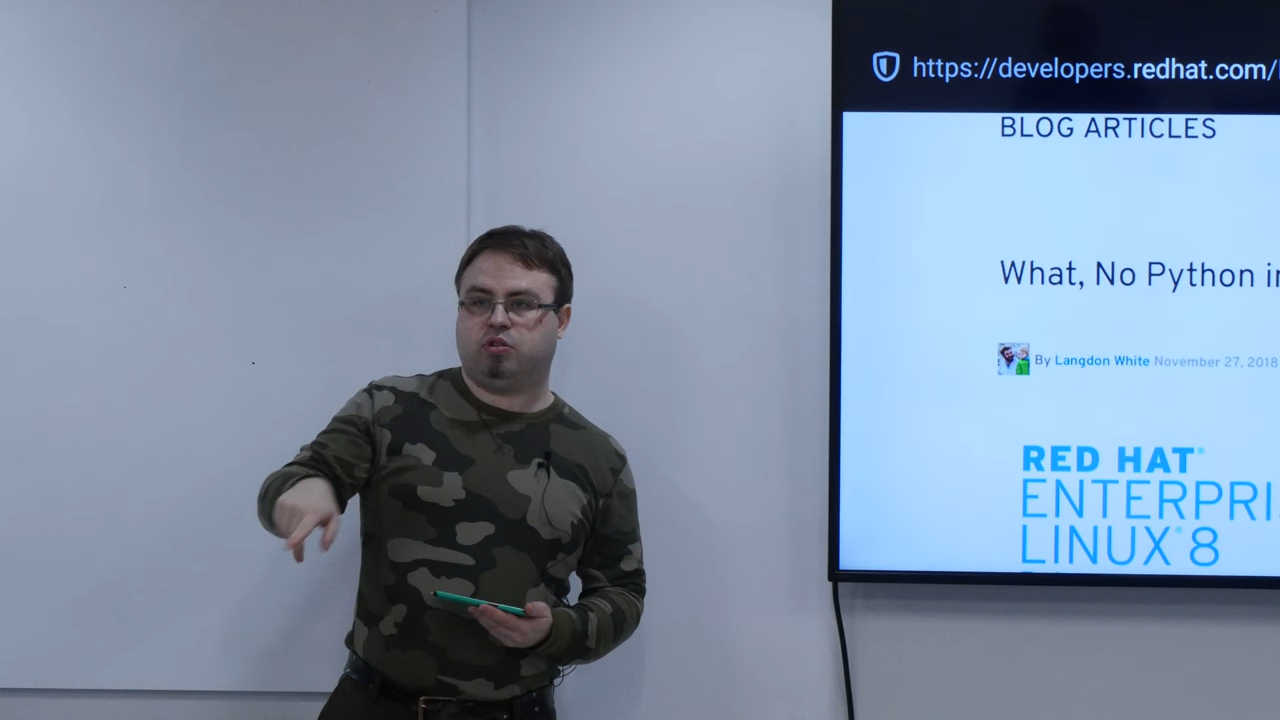 https://developers.redhat.com/
BLOG ARTICLES
What, No Python in
By Langdon White November 27, 2018
RED HAT®
ENTERPRI
LINUX® 8